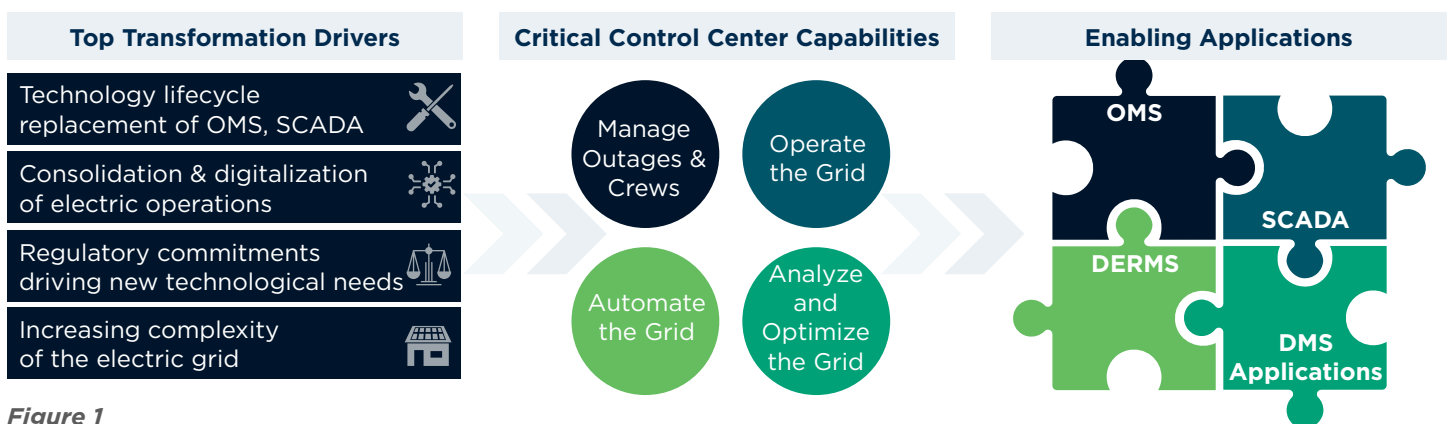 Top Transformation Drivers
Technology lifecycle
replacement of OMS, SCADA
Consolidation & digitalization
of electric operations
Regulatory commitments
driving new technological needs
Increasing complexity
of the electric grid
Critical Control Center Capabilities
Manage
Outages &
Crews
Operate
the Grid
Automate
the Grid
Analyze
and
Optimize
the Grid
Enabling Applications
OMS
SCADA
DERMS
DMS
Applications
Figure 1